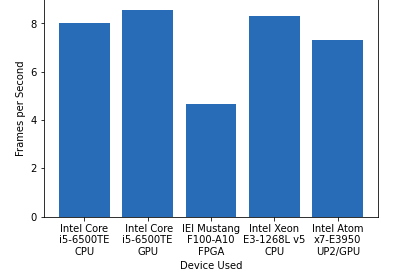 8
6
4
2
0
Frames per Second
Intel Core i5-6500TE CPU
Intel Core i5-6500TE GPU
IEI Mustang F100-A10 FPGA
Intel Xeon E3-1268L v5 CPU
Intel Atom x7-E3950 UP2/GPU
Device Used